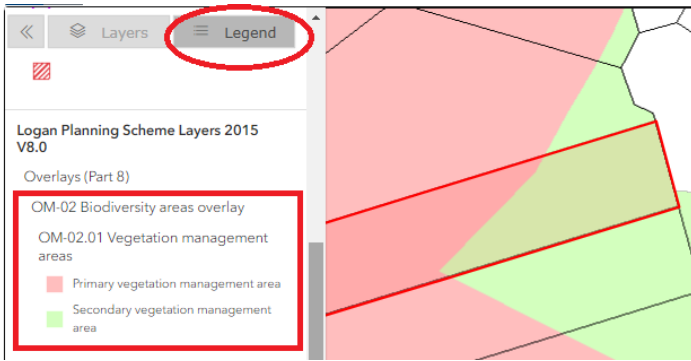 Layers
Legend
Logan Planning Scheme Layers 2015
V8.0
Overlays (Part 8)
OM-02 Biodiversity areas overlay
OM-02.01 Vegetation management
areas
Primary vegetation management area
Secondary vegetation management
area